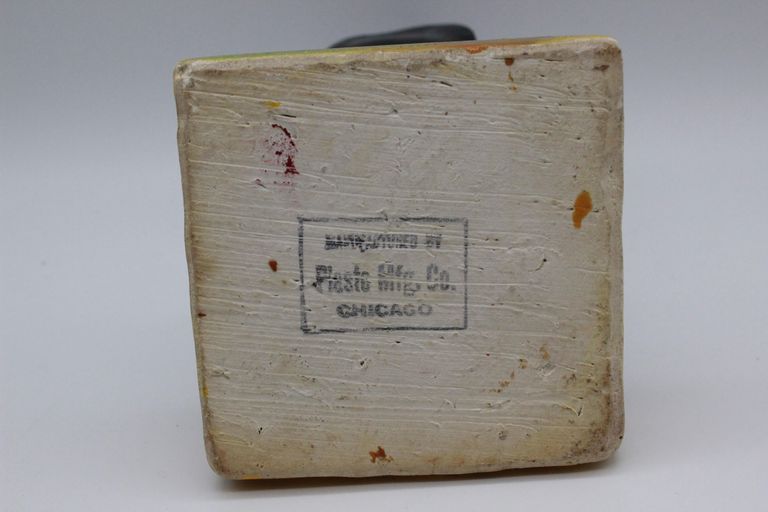 MANUFACTURED BY
Plasto Mfg. Co.
CHICAGO